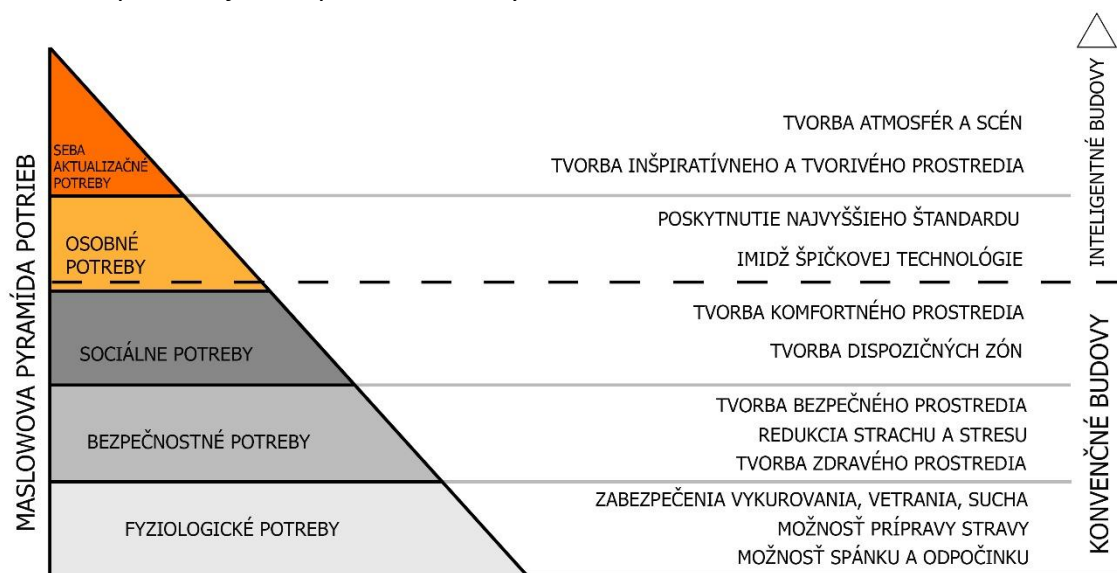 MASLOWOVA PYRAMÍDA POTRIEB
SEBA
AKTUALIZAČNÉ
POTREBY
TVORBA ATMOSFÉR A SCÉN
TVORBA INŠPIRATÍVNEHO A TVORIVÉHO PROSTREDIA
OSOBNÉ
POTREBY
POSKYTNUTIE NAJVYŠŠIEHO ŠTANDARDU
IMIDŽ ŠPIČKOVEJ TECHNOLÓGIE
SOCIÁLNE POTREBY
TVORBA KOMFORTNÉHO PROSTREDIA
TVORBA DISPOZIČNÝCH ZÓN
BEZPEČNOSTNÉ POTREBY
TVORBA BEZPEČNÉHO PROSTREDIA
REDUKCIA STRACHU A STRESU
TVORBA ZDRAVÉHO PROSTREDIA
FYZIOLOGICKÉ POTREBY
ZABEZPEČENIA VYKUROVANIA, VETRANIA, SUCHA
MOŽNOSŤ PRÍPRAVY STRAVY
MOŽNOSŤ SPÁNKU A ODPOČINKU
INTELIGENTNÉ BUDOVY
KONVENČNÉ BUDOVY